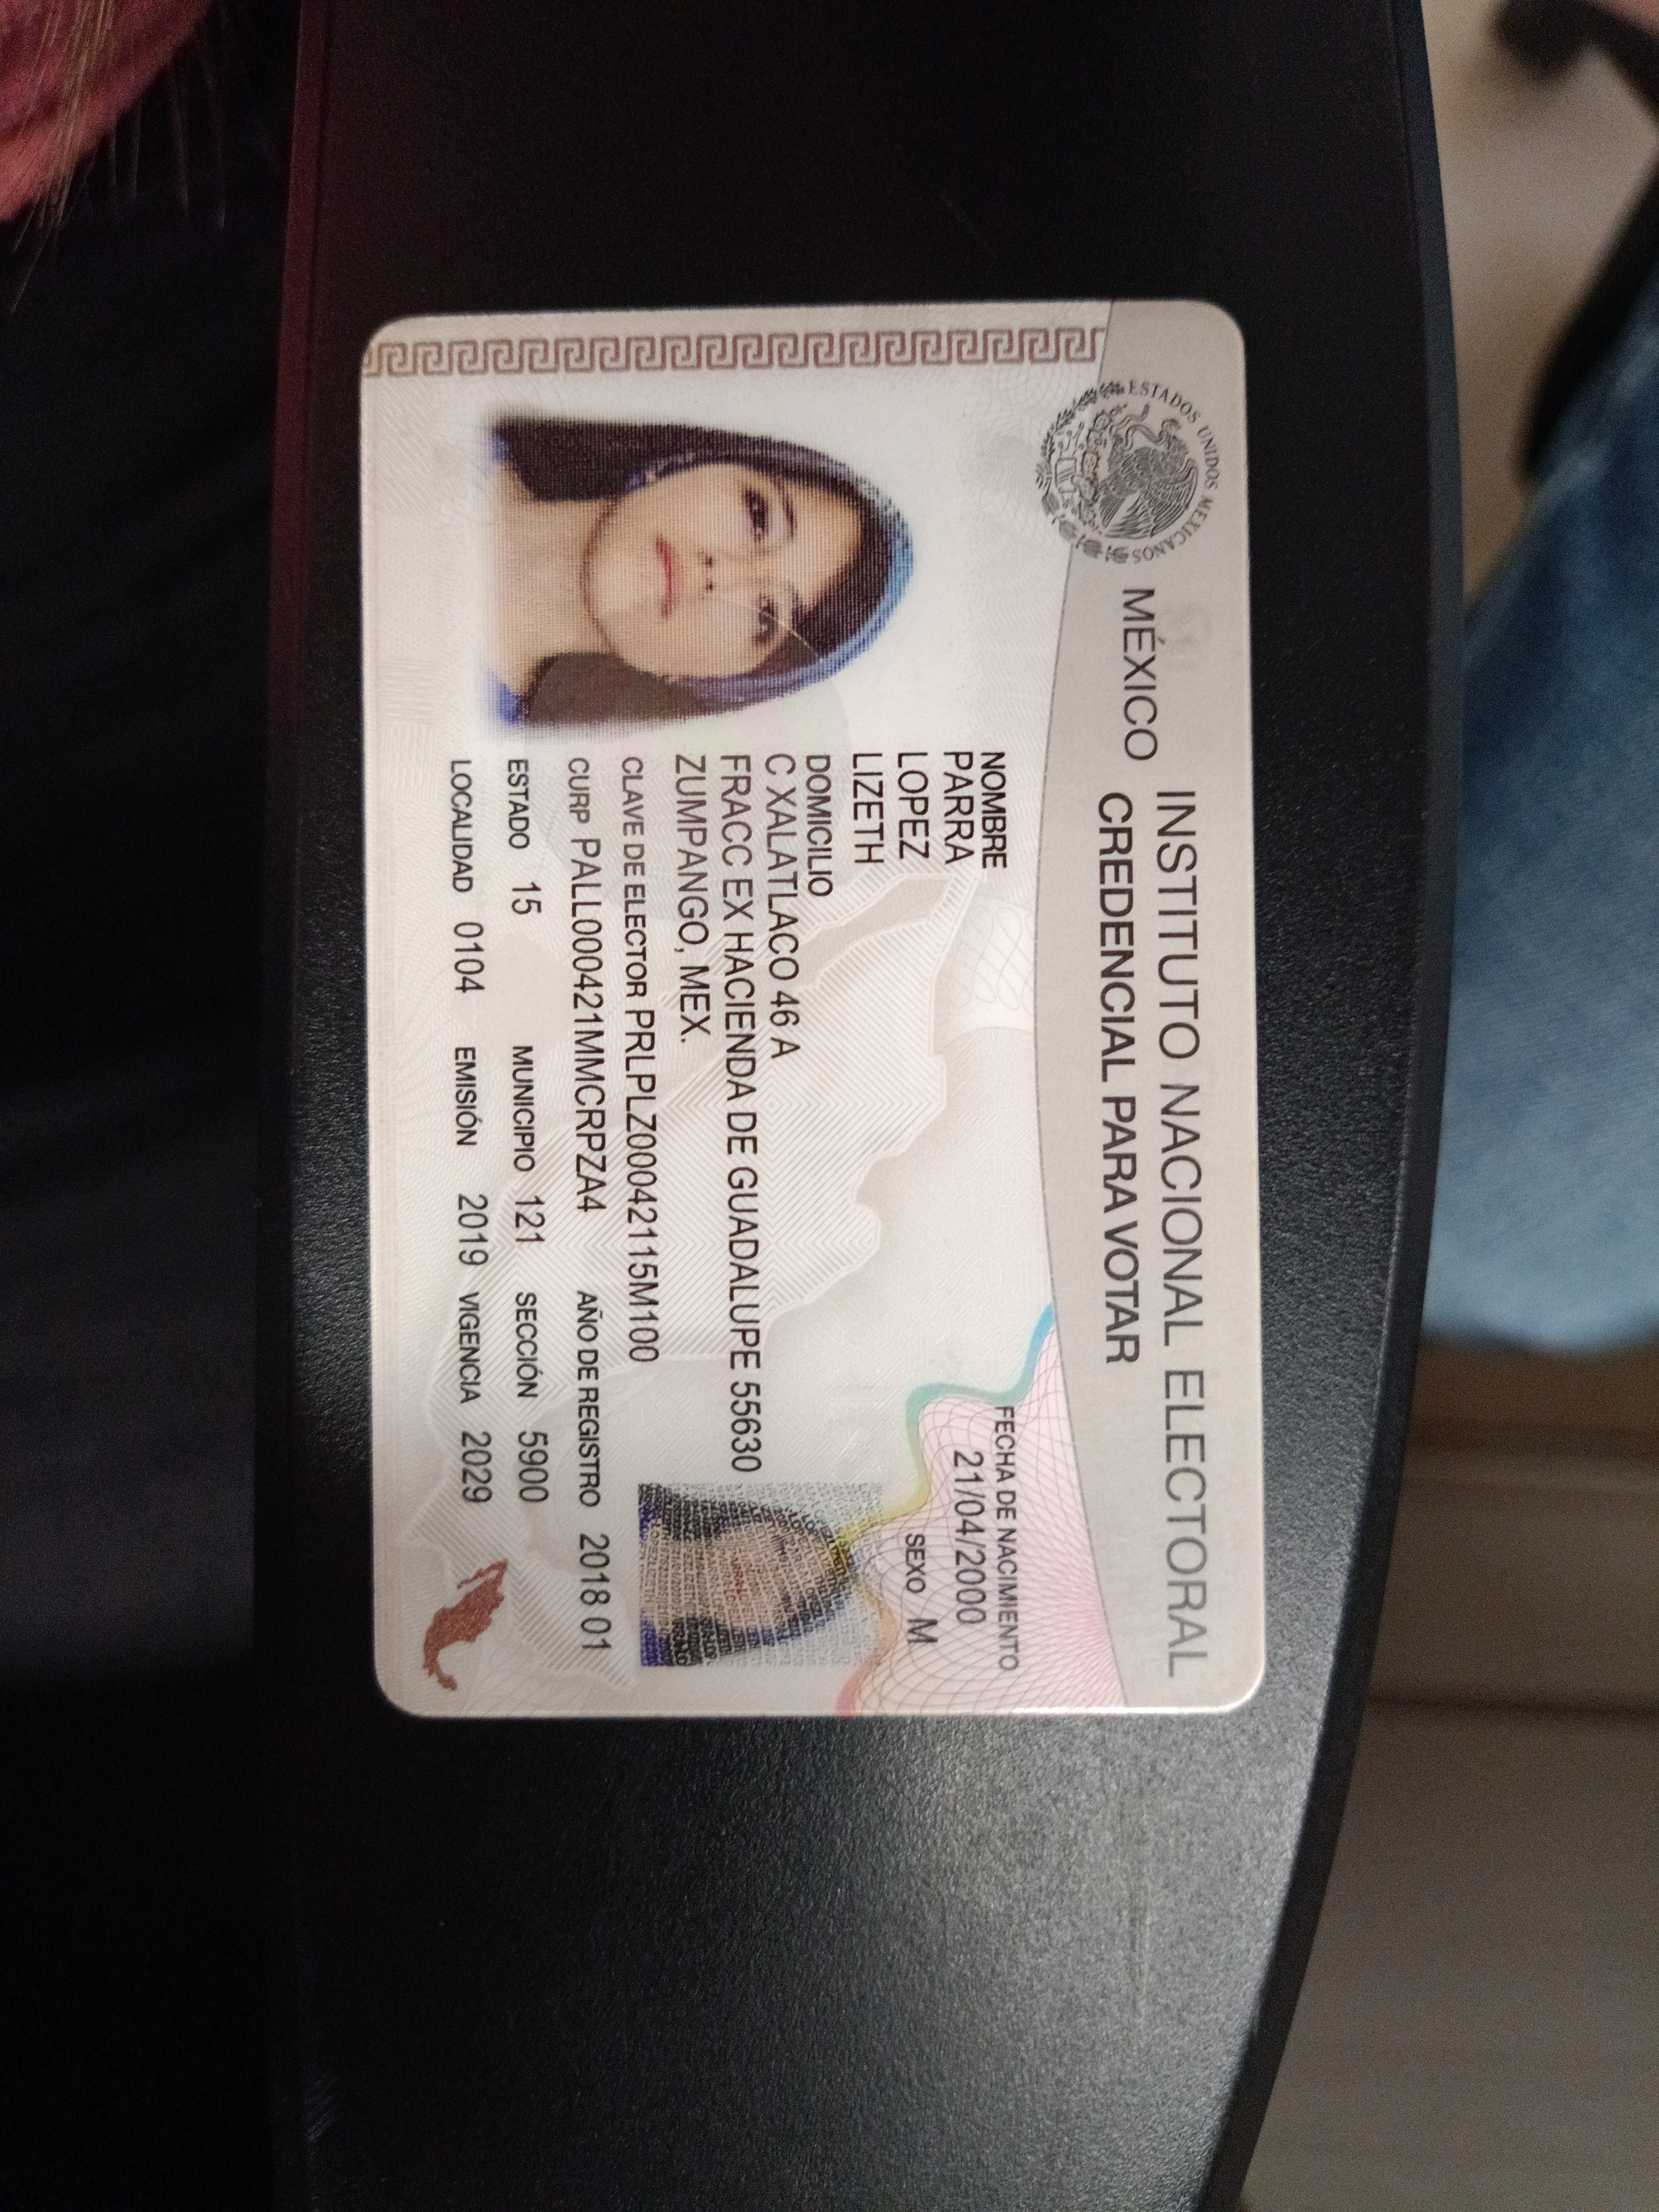 ESTADOS UNIDOS MEXICANOS
MÉXICO INSTITUTO NACIONAL ELECTORAL
CREDENCIAL PARA VOTAR
NOMBRE
PARRA
LOPEZ
LIZETH
FECHA DE NACIMIENTO
21/04/2000
SEXO M
DOMICILIO
C XALATLACO 46 A
FRACC EX HACIENDA DE GUADALUPE 55630
ZUMPANGO, MEX.
CLAVE DE ELECTOR PRLPLZ00042115M100
CURP PALL000421MMCRPZA4 AÑO DE REGISTRO 2018 01
ESTADO 15 MUNICIPIO 121 SECCIÓN 5900
LOCALIDAD 0104 EMISIÓN 2019 VIGENCIA 2029